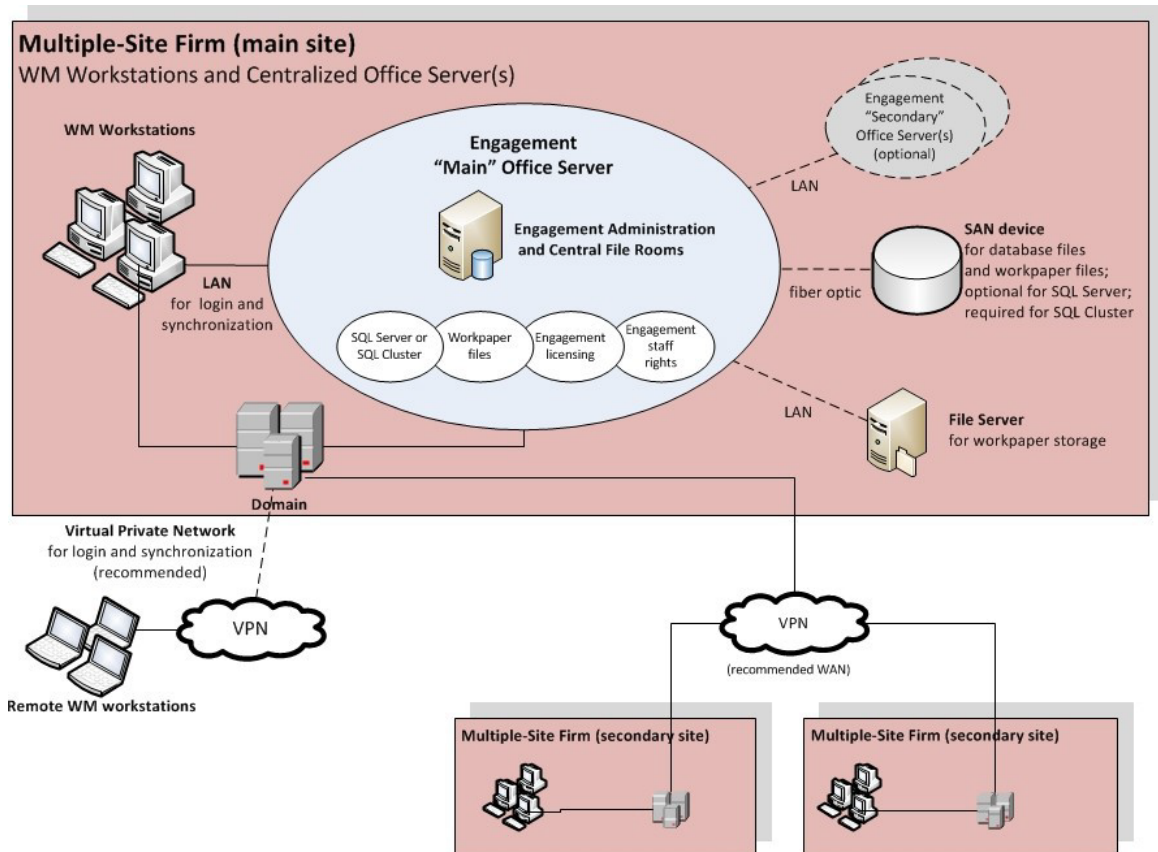 Multiple-Site Firm (main site)
WM Workstations and Centralized Office Server(s)
WM Workstations
Engagement
"Main" Office Server
Engagement Administration
and Central File Rooms
SQL Server or
SQL Cluster
Workpaper
files
Engagement
licensing
Engagement
staff
rights
LAN
for login and
synchronization
Engagement
"Secondary"
Office Server(s)
(optional)
LAN
SAN device
for database files
and workpaper files;
optional for SQL Server;
required for SQL Cluster
fiber optic
LAN
File Server
for workpaper storage
Domain
Virtual Private Network
for login and synchronization
(recommended)
VPN
Remote WM workstations
VPN
(recommended WAN)
Multiple-Site Firm (secondary site)
Multiple-Site Firm (secondary site)